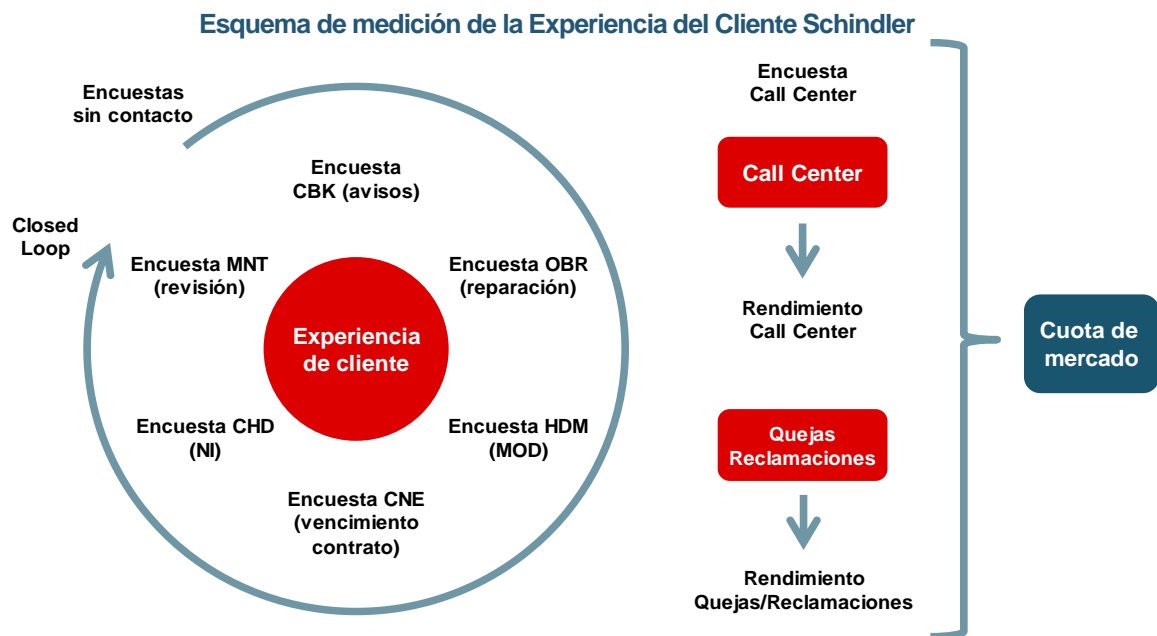 Esquema de medición de la Experiencia del Cliente Schindler
Encuestas
sin contacto
Encuesta
CBK (avisos)
Closed
Loop
Encuesta MNT
(revisión)
Encuesta OBR
(reparación)
Experiencia
de cliente
Encuesta CHD
(NI)
Encuesta HDM
(MOD)
Encuesta CNE
(vencimiento
contrato)
Encuesta
Call Center
Call Center
Rendimiento
Call Center
Quejas
Reclamaciones
Rendimiento
Quejas/Reclamaciones
Cuota de
mercado